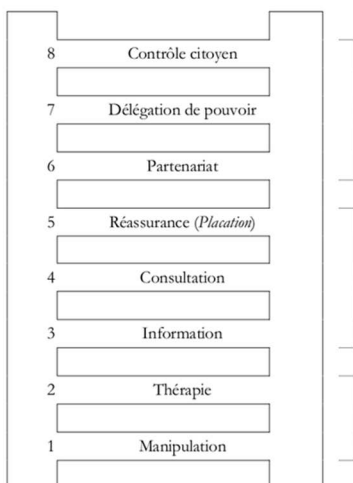 8 Contrôle citoyen
7 Délégation de pouvoir
6 Partenariat
5 Réassurance (Placation)
4 Consultation
3 Information
2 Thérapie
1 Manipulation